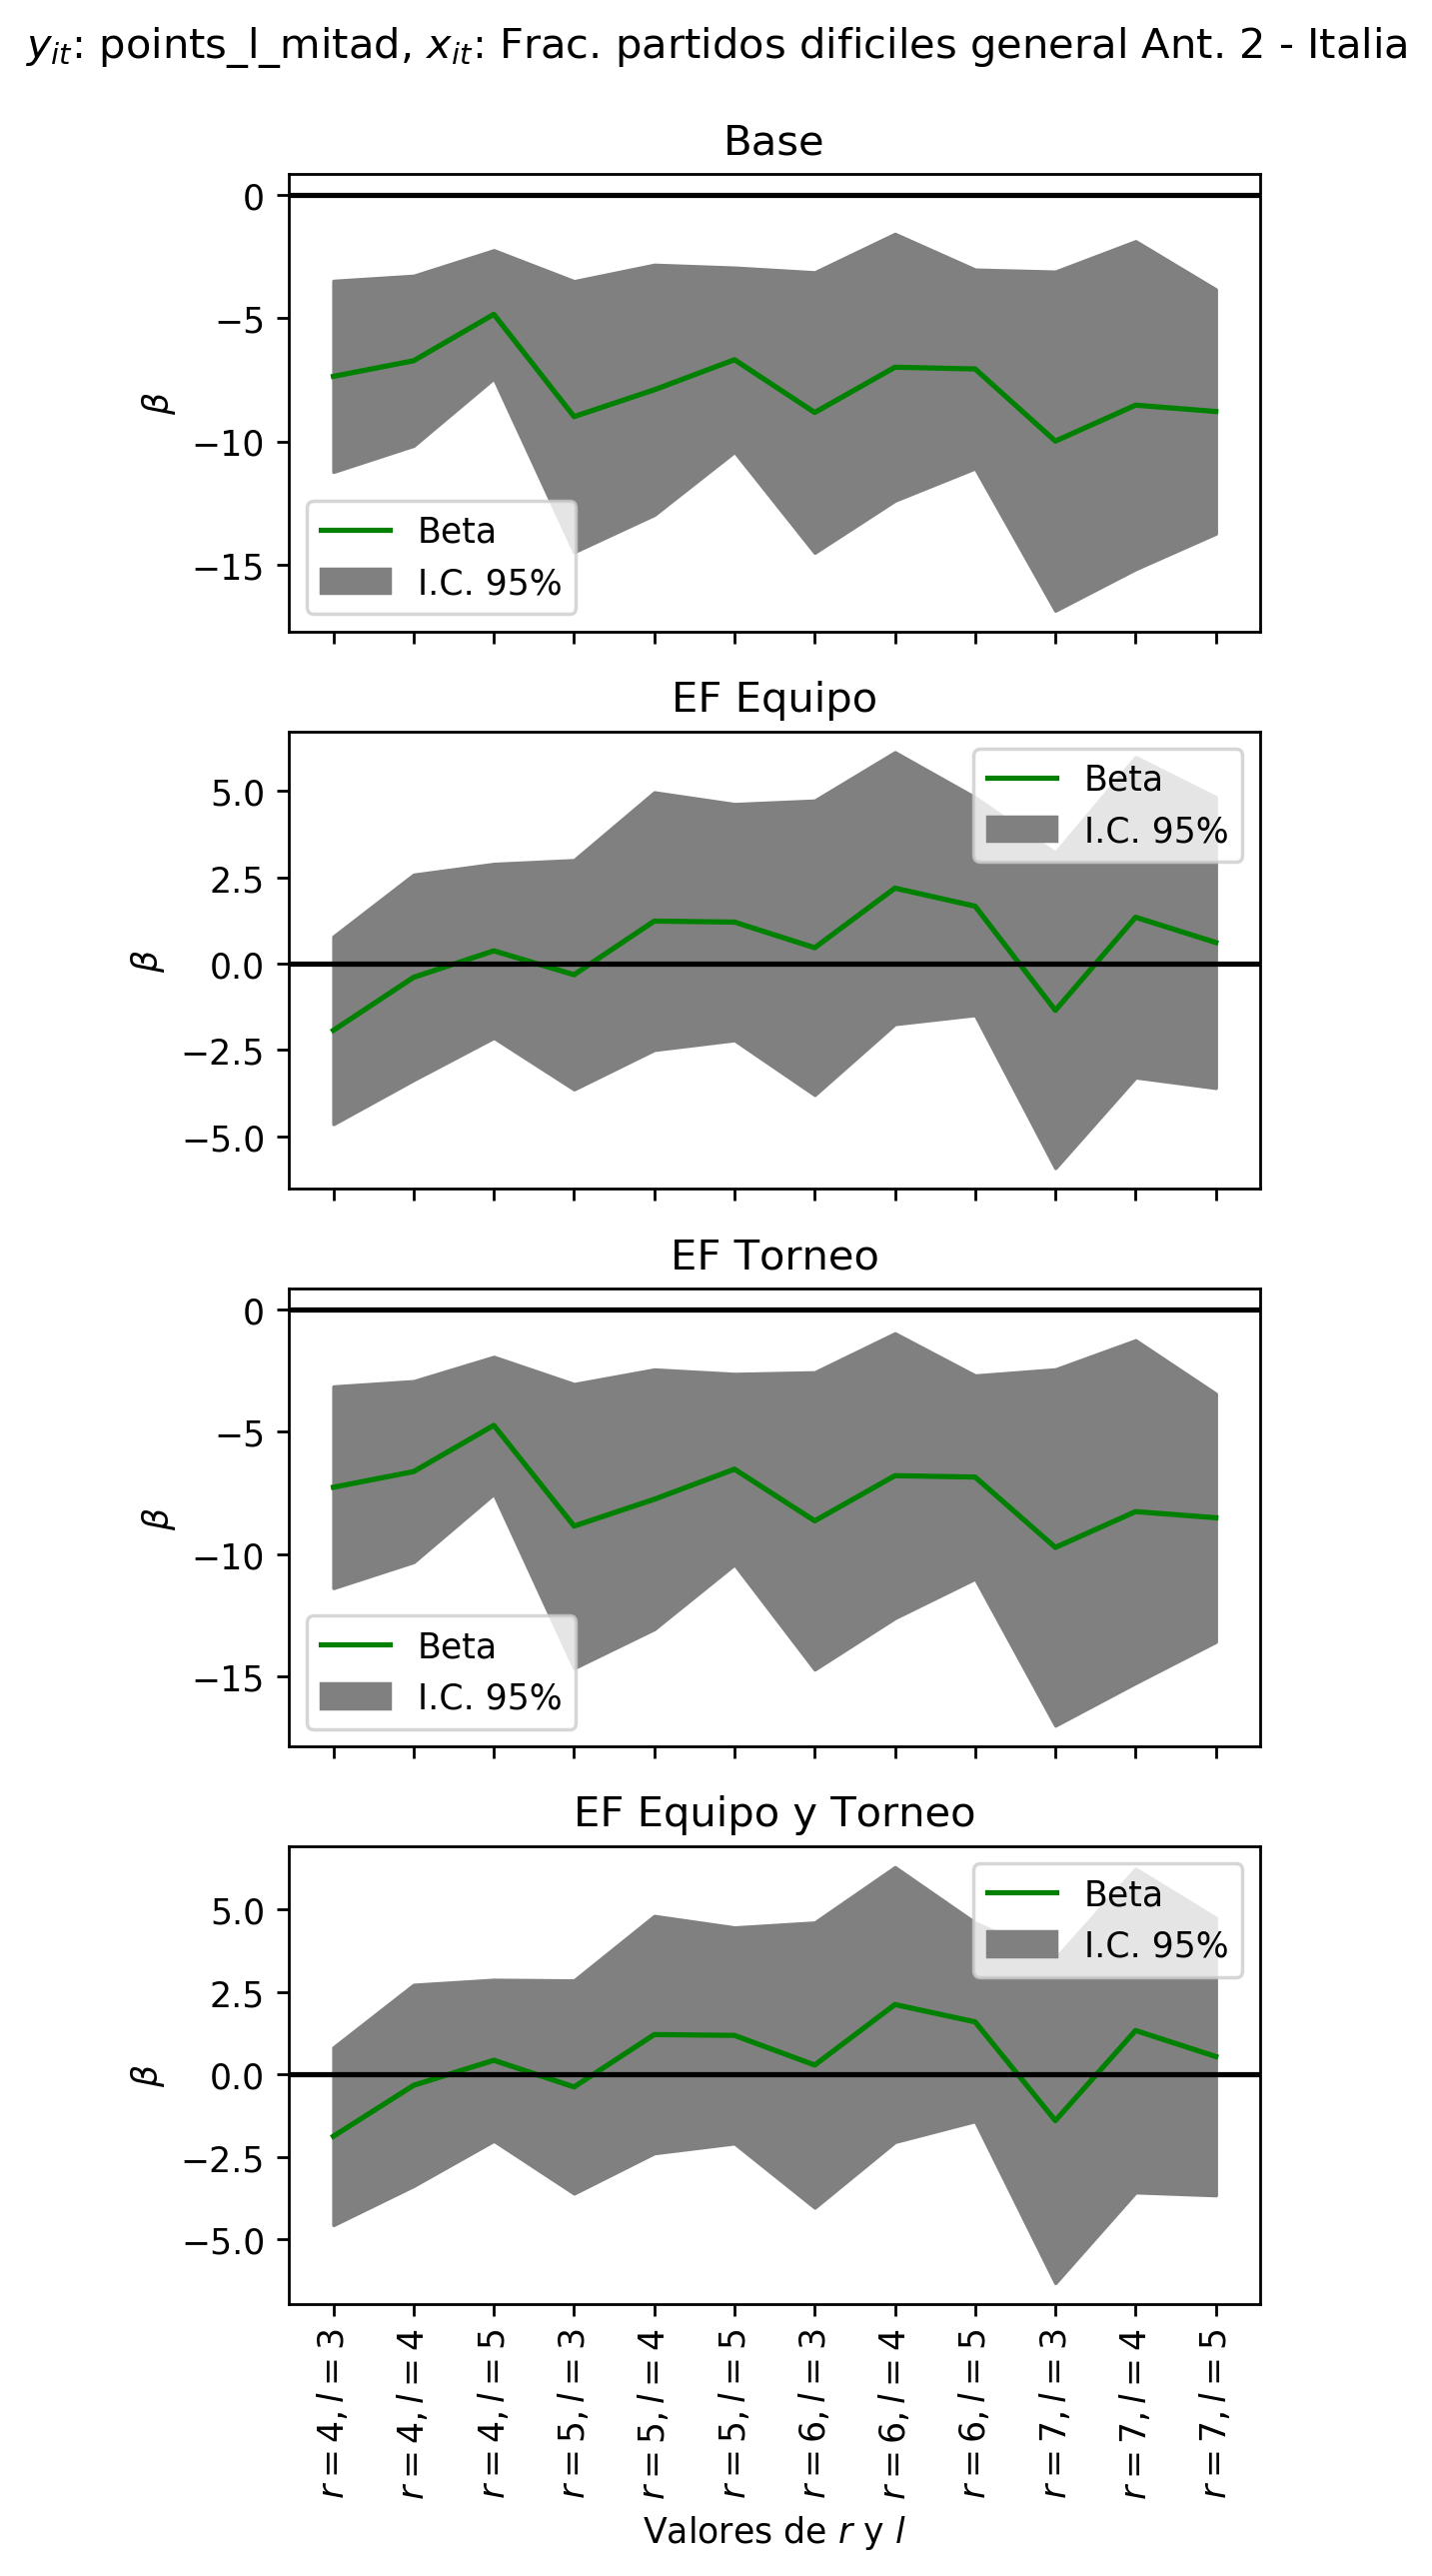 y_it: points_l_mitad, x_it: Frac. partidos dificiles general Ant. 2 - Italia
Base
0
−5
−10
−15
β
Beta
I.C. 95%
EF Equipo
5.0
2.5
0.0
−2.5
−5.0
β
Beta
I.C. 95%
EF Torneo
0
−5
−10
−15
β
Beta
I.C. 95%
EF Equipo y Torneo
5.0
2.5
0.0
−2.5
−5.0
β
Beta
I.C. 95%
r = 4, l = 3
r = 4, l = 4
r = 4, l = 5
r = 5, l = 3
r = 5, l = 4
r = 5, l = 5
r = 6, l = 3
r = 6, l = 4
r = 6, l = 5
r = 7, l = 3
r = 7, l = 4
r = 7, l = 5
Valores de r y l